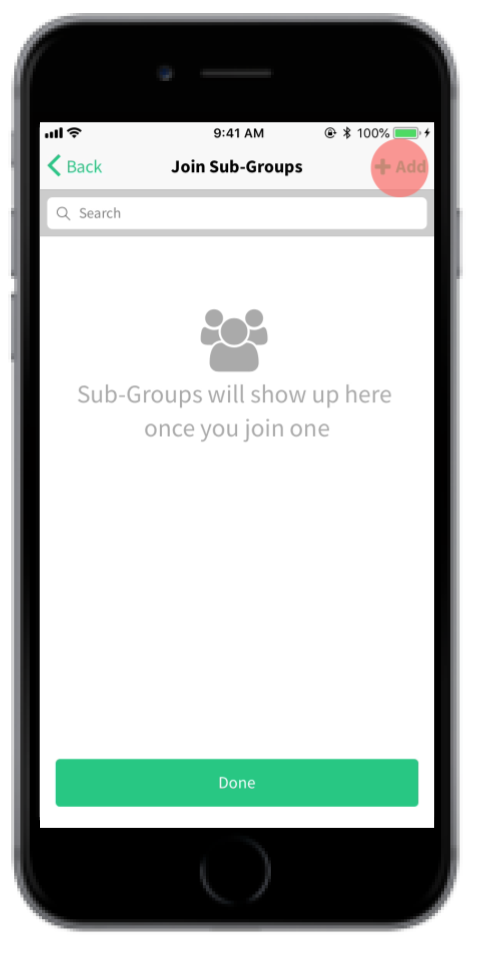 9:41 AM
100%
Back
Join Sub-Groups
+ Add
Search
Sub-Groups will show up here
once you join one
Done